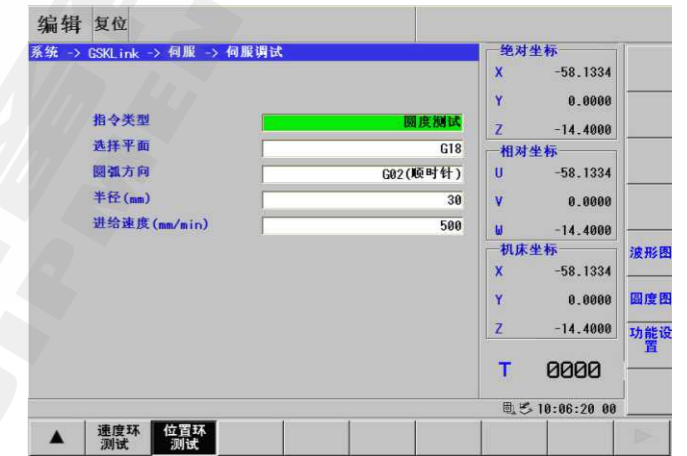 编辑 复位
系统 -> GSKLink -> 伺服 -> 伺服调试
指令类型 圆度测试
选择平面 G18
圆弧方向 G02(顺时针)
半径(mm) 30
进给速度(mm/min) 500
绝对坐标
X -58.1334
Y 0.0000
Z -14.4000
相对坐标
U -58.1334
V 0.0000
W -14.4000
机床坐标
X -58.1334
Y 0.0000
Z -14.4000
T 0000
10:06:20 00
波形图
圆度图
功能设置
▲ 速度环测试 位置环测试